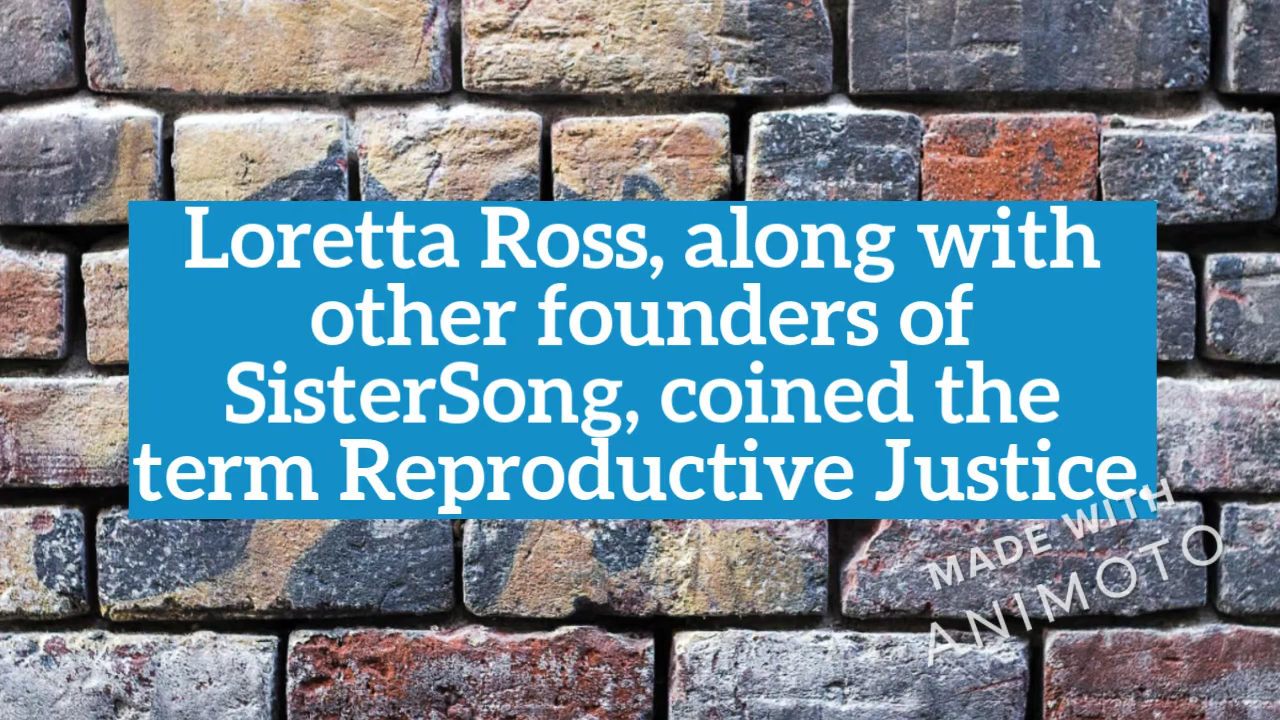 Loretta Ross, along with
other founders of
SisterSong, coined the
term Reproductive Justice.
MADE WITH
ANIMOTO